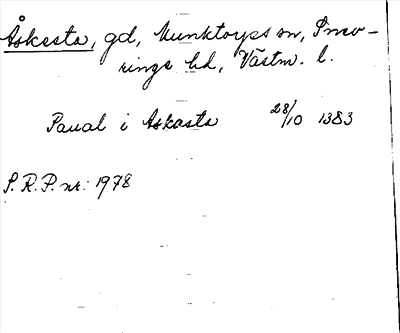 Åskesta, gd, Munktorps sn, Snev-
ringe hd, Västm. l.
Paual i Askasta 28/10 1383
S.R.P. nr: 1978